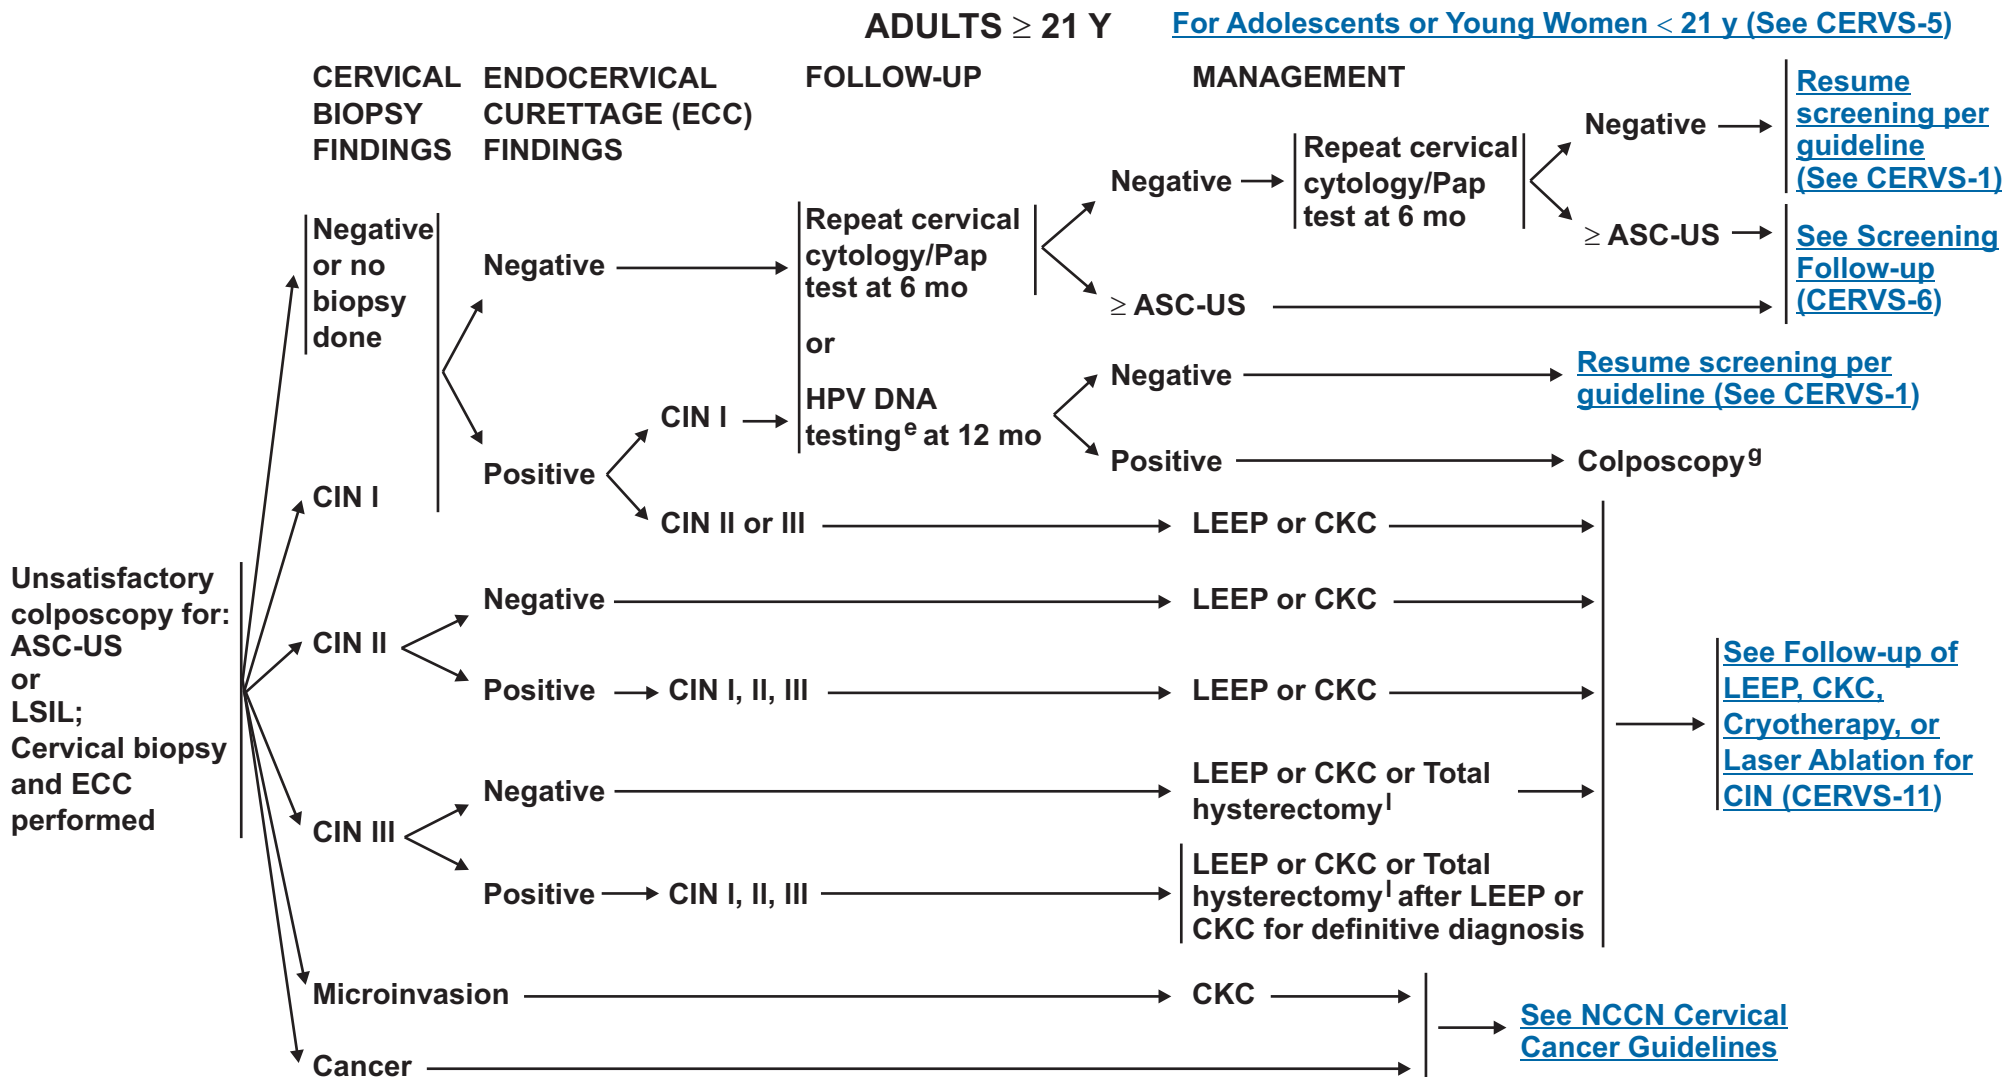 ADULTS ≥ 21 Y
For Adolescents or Young Women < 21 y (See CERVS-5)
CERVICAL
BIOPSY
FINDINGS
ENDOCERVICAL
CURETTAGE (ECC)
FINDINGS
FOLLOW-UP
MANAGEMENT
Unsatisfactory
colposcopy for:
ASC-US
or
LSIL;
Cervical biopsy
and ECC
performed
Negative
or no
biopsy
done
CIN I
Negative
Positive
CIN I
CIN II or III
Repeat cervical
cytology/Pap
test at 6 mo
or
HPV DNA
testing^e at 12 mo
Negative
Repeat cervical
cytology/Pap
test at 6 mo
Negative
Resume
screening per
guideline
(See CERVS-1)
≥ ASC-US
≥ ASC-US
See Screening
Follow-up
(CERVS-6)
Negative
Resume screening per
guideline (See CERVS-1)
Positive
Colposcopy^g
LEEP or CKC
CIN II
Negative
LEEP or CKC
Positive
CIN I, II, III
LEEP or CKC
CIN III
Negative
LEEP or CKC or Total
hysterectomy^l
Positive
CIN I, II, III
LEEP or CKC or Total
hysterectomy^l after LEEP or
CKC for definitive diagnosis
See Follow-up of
LEEP, CKC,
Cryotherapy, or
Laser Ablation for
CIN (CERVS-11)
Microinvasion
CKC
Cancer
See NCCN Cervical
Cancer Guidelines